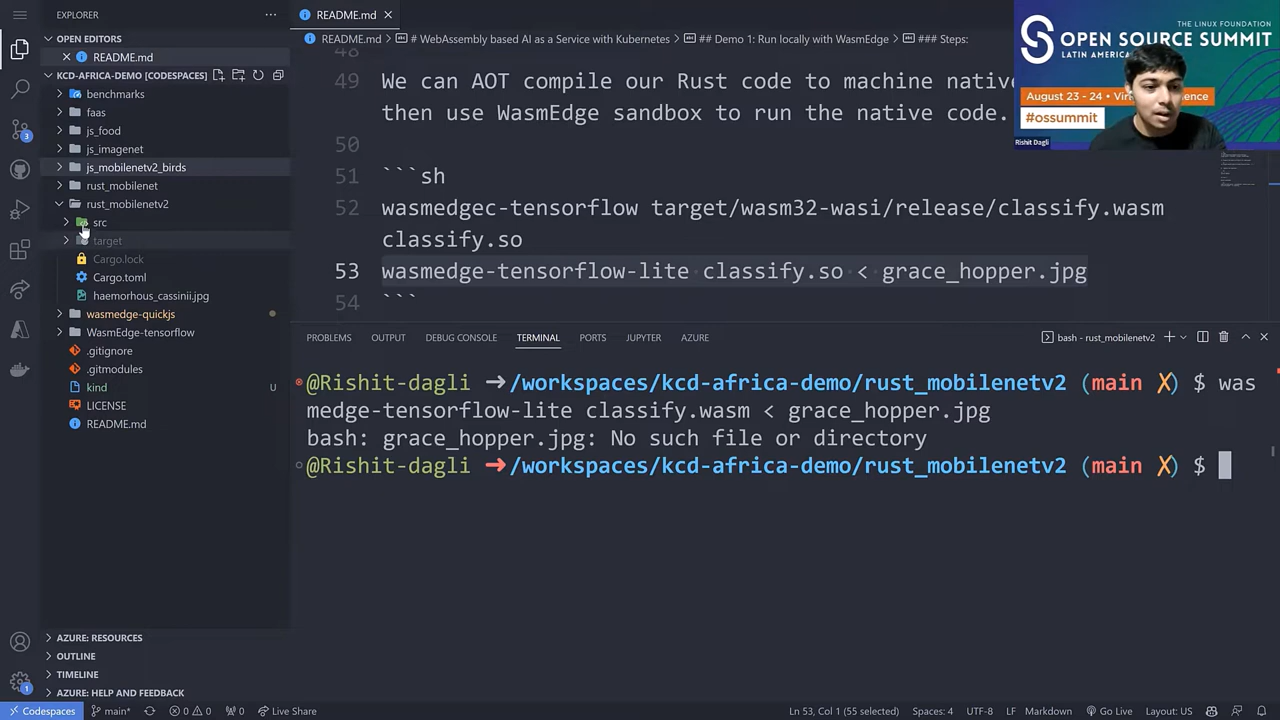 EXPLORER
OPEN EDITORS
README.md
KCD-AFRICA-DEMO [CODESPACES]
benchmarks
faas
js_food
js_imagenet
js_mobilenetv2_birds
rust_mobilenet
rust_mobilenetv2
src
target
Cargo.lock
Cargo.toml
haemorhous_cassinii.jpg
wasmedge-quickjs
WasmEdge-tensorflow
.gitignore
.gitmodules
kind U
LICENSE
README.md
AZURE: RESOURCES
OUTLINE
TIMELINE
AZURE: HELP AND FEEDBACK
3
1
README.md
README.md > # WebAssembly based AI as a Service with Kubernetes > ## Demo 1: Run locally with WasmEdge > ### Steps:
48
49 We can AOT compile our Rust code to machine native
then use WasmEdge sandbox to run the native code.
50
51 ```sh
52 wasmedgec-tensorflow target/wasm32-wasi/release/classify.wasm
classify.so
53 wasmedge-tensorflow-lite classify.so < grace_hopper.jpg
54 ```
PROBLEMS OUTPUT DEBUG CONSOLE TERMINAL PORTS JUPYTER AZURE
bash - rust_mobilenetv2
@Rishit-dagli ➜/workspaces/kcd-africa-demo/rust_mobilenetv2 (main ✗) $ was
medge-tensorflow-lite classify.wasm < grace_hopper.jpg
bash: grace_hopper.jpg: No such file or directory
@Rishit-dagli ➜/workspaces/kcd-africa-demo/rust_mobilenetv2 (main ✗) $
THE LINUX FOUNDATION
OPEN SOURCE SUMMIT
LATIN AMERICA
August 23 - 24
#ossummit
Rishit Dagli
Codespaces main* 0 0 0 Live Share Ln 53, Col 1 (55 selected) Spaces: 4 UTF-8 LF Markdown Go Live Layout: US